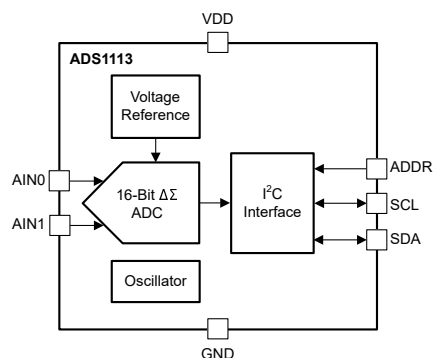 VDD
ADS1113
Voltage
Reference
AIN0
16-Bit ΔΣ
ADC
AIN1
I²C
Interface
ADDR
SCL
SDA
Oscillator
GND